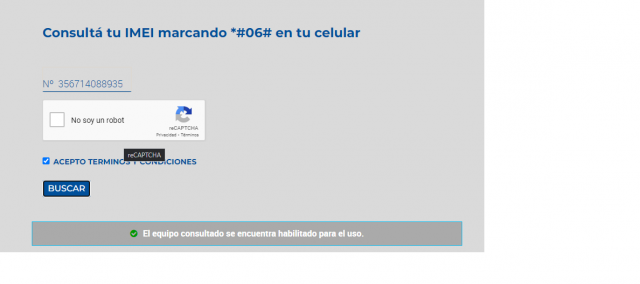 Consultá tu IMEI marcando *#06# en tu celular
Nº 356714088935
No soy un robot
reCAPTCHA
Privacidad - Términos
reCAPTCHA
ACEPTO TERMINOS Y CONDICIONES
BUSCAR
El equipo consultado se encuentra habilitado para el uso.